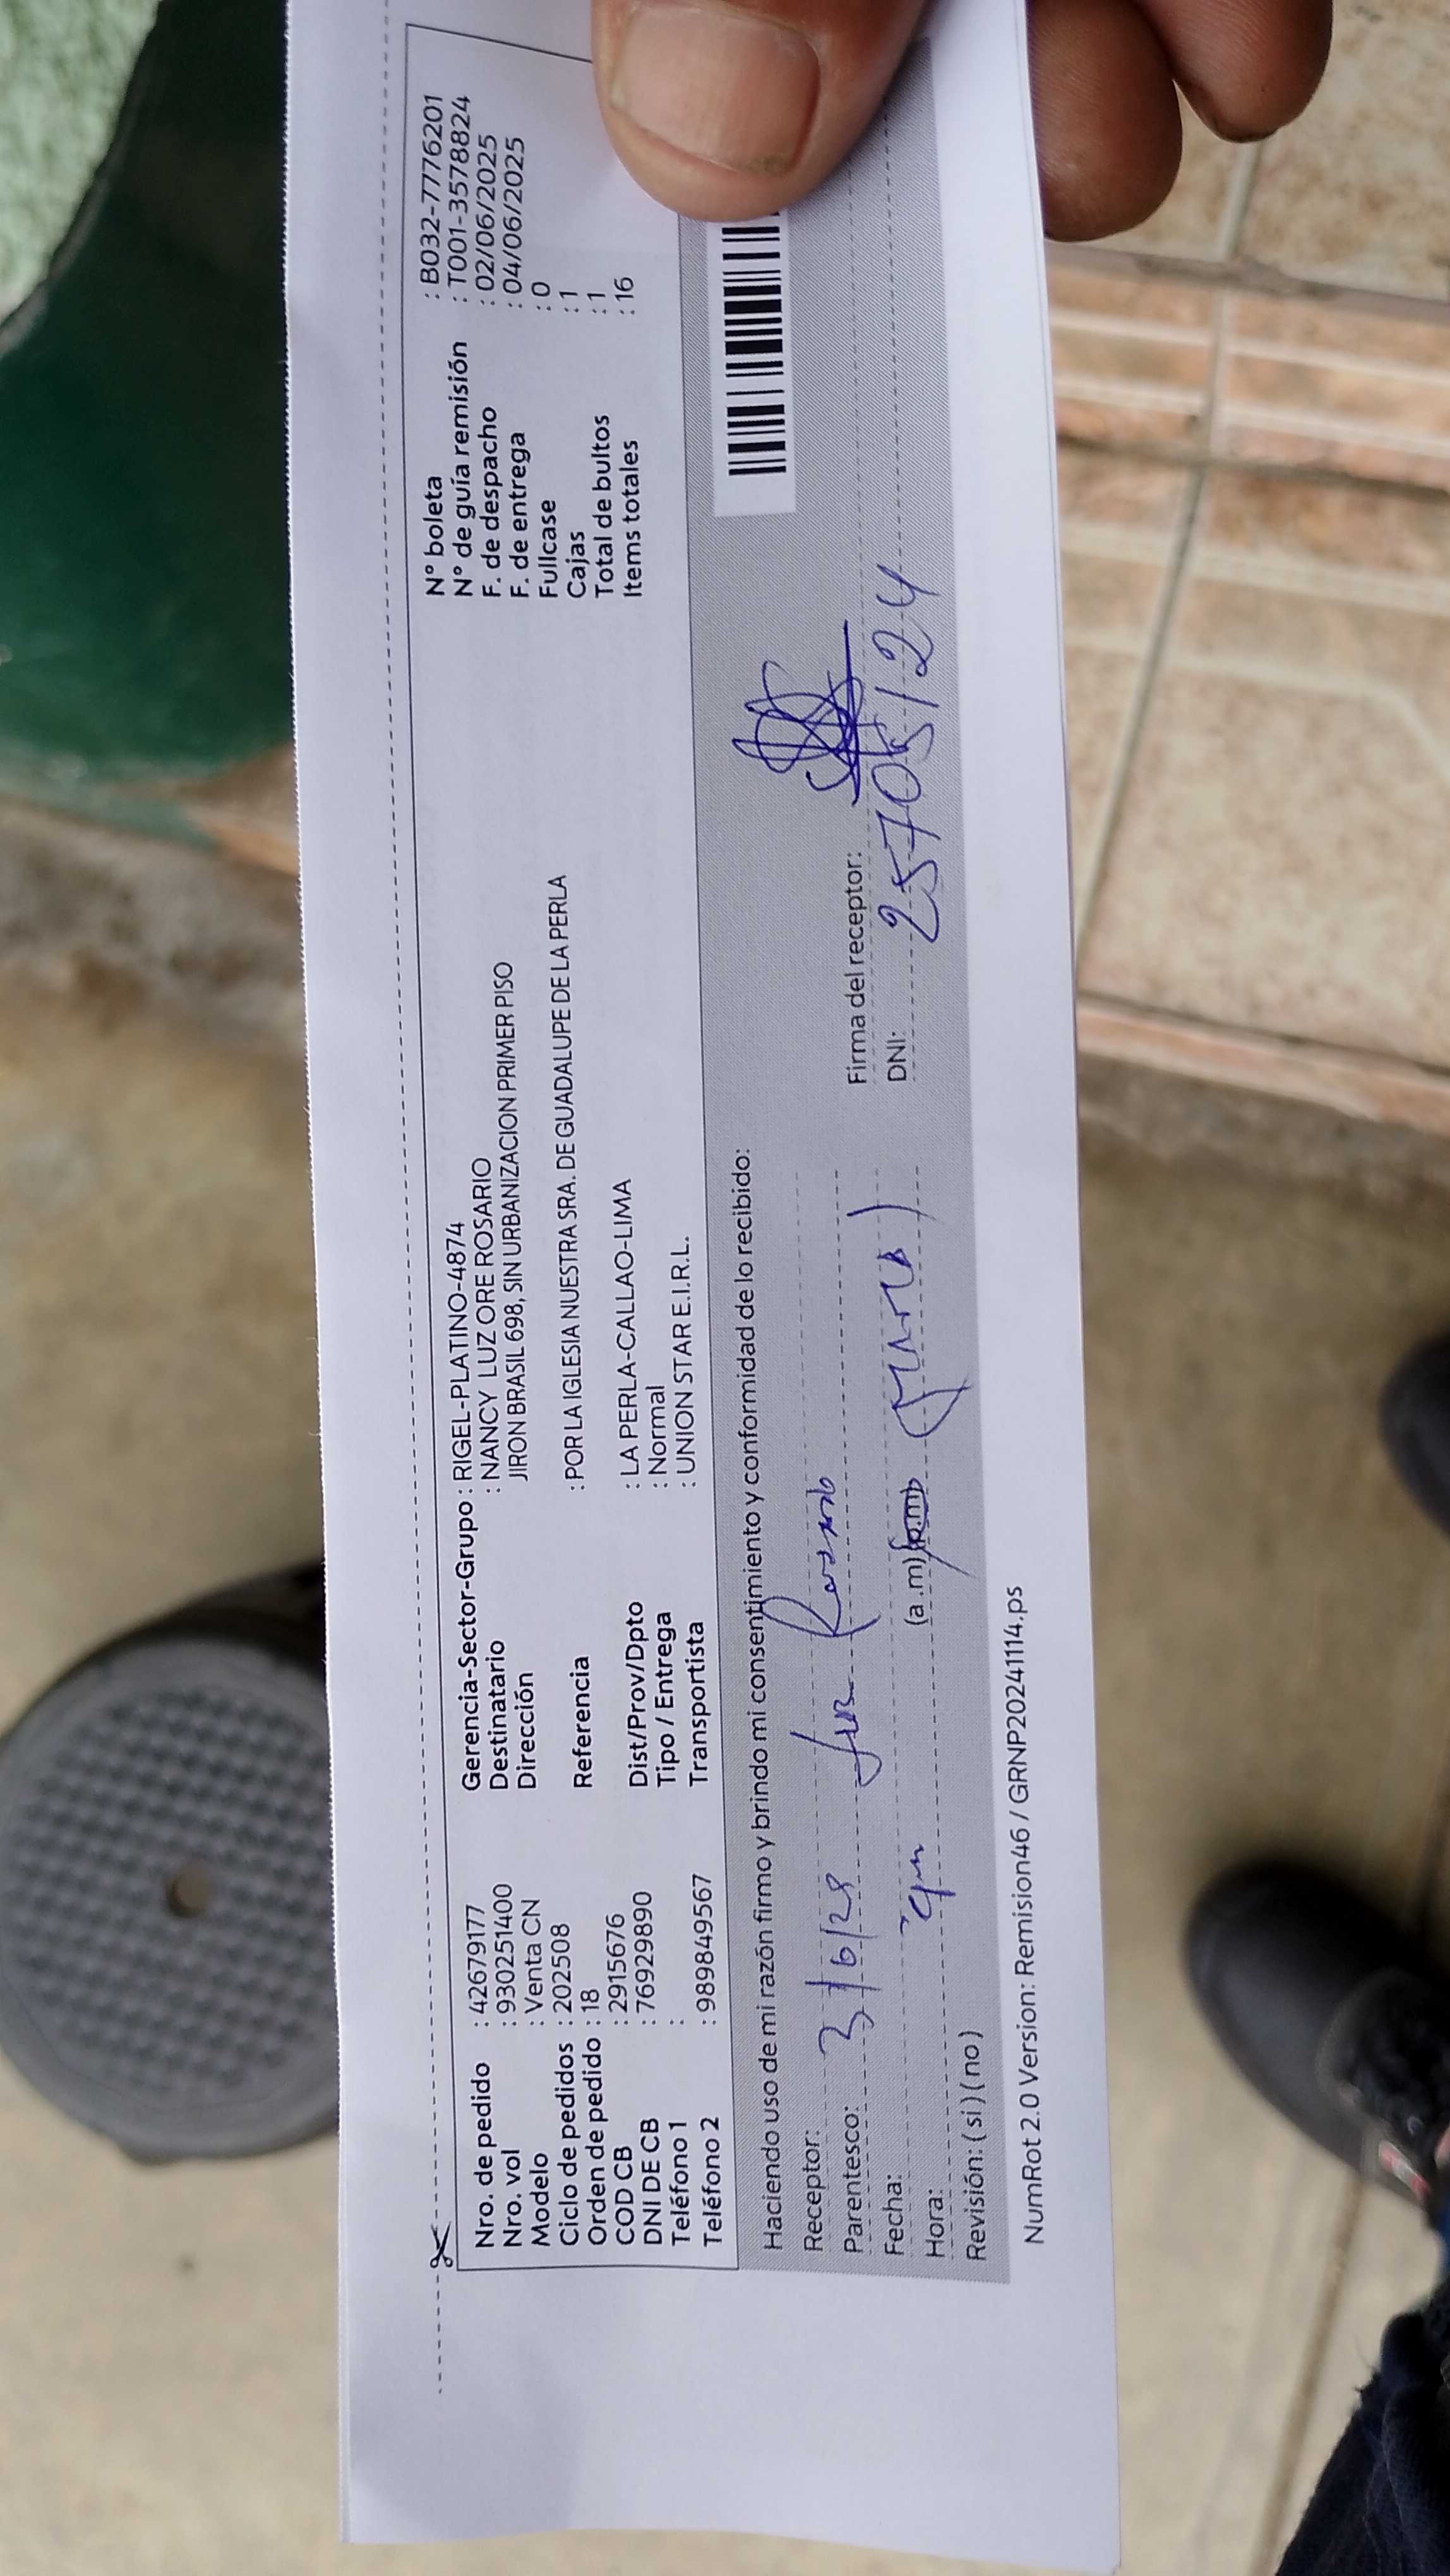 Nro. de pedido : 42679177
Nro. vol : 9302251400
Modelo : Venta CN
Ciclo de pedidos : 202508
Orden de pedido : 18
COD CB : 2915676
DNI DE CB : 76929890
Teléfono 1 :
Teléfono 2 : 989849567
Gerencia-Sector-Grupo : RIGEL-PLATINO-4874
Destinatario : NANCY LUZ ORE ROSARIO
Dirección JIRON BRASIL 698, SIN URBANIZACION PRIMER PISO
Referencia : POR LA IGLESIA NUESTRA SRA. DE GUADALUPE DE LA PERLA
Dist/Prov/Dpto : LA PERLA-CALLAO-LIMA
Tipo / Entrega : Normal
Transportista : UNION STAR E.I.R.L.
N° boleta : B032-7776201
N° de guía remisión : T001-3578824
F. de despacho : 02/06/2025
F. de entrega : 04/06/2025
Fullcase : 0
Cajas : 1
Total de bultos : 1
Items totales : 16
Haciendo uso de mi razón firmo y brindo mi consentimiento y conformidad de lo recibido:
Receptor:
Parentesco:
Fecha:
Hora: (a.m) (p.m)
Revisión: ( si ) ( no )
Firma del receptor:
DNI:
NumRot 2.0 Version: Remision46 / GRNP20241114.ps